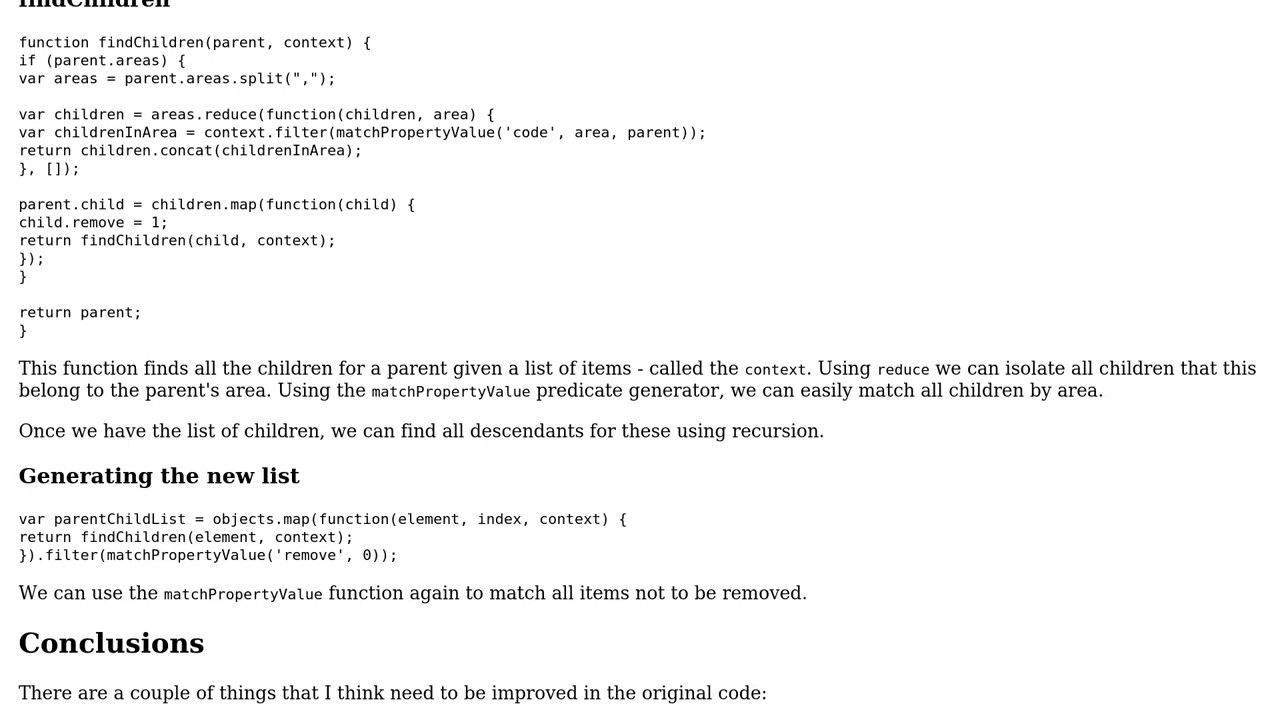 findChildren
function findChildren(parent, context) {
if (parent.areas) {
var areas = parent.areas.split(",");
var children = areas.reduce(function(children, area) {
var childrenInArea = context.filter(matchPropertyValue('code', area, parent));
return children.concat(childrenInArea);
}, []);
parent.child = children.map(function(child) {
child.remove = 1;
return findChildren(child, context);
});
}
return parent;
}
This function finds all the children for a parent given a list of items - called the context. Using reduce we can isolate all children that this
belong to the parent's area. Using the matchPropertyValue predicate generator, we can easily match all children by area.
Once we have the list of children, we can find all descendants for these using recursion.
Generating the new list
var parentChildList = objects.map(function(element, index, context) {
return findChildren(element, context);
}).filter(matchPropertyValue('remove', 0));
We can use the matchPropertyValue function again to match all items not to be removed.
Conclusions
There are a couple of things that I think need to be improved in the original code: